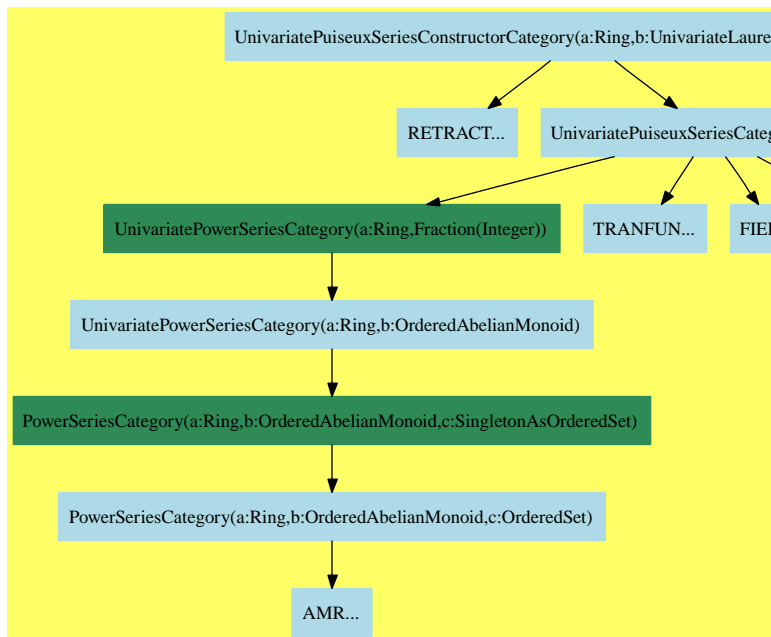 UnivariatePuiseuxSeriesConstructorCategory(a:Ring,b:UnivariateLaure
RETRACT...
UnivariatePuiseuxSeriesCateg
UnivariatePowerSeriesCategory(a:Ring,Fraction(Integer))
TRANFUN...
FIE
UnivariatePowerSeriesCategory(a:Ring,b:OrderedAbelianMonoid)
PowerSeriesCategory(a:Ring,b:OrderedAbelianMonoid,c:SingletonAsOrderedSet)
PowerSeriesCategory(a:Ring,b:OrderedAbelianMonoid,c:OrderedSet)
AMR...